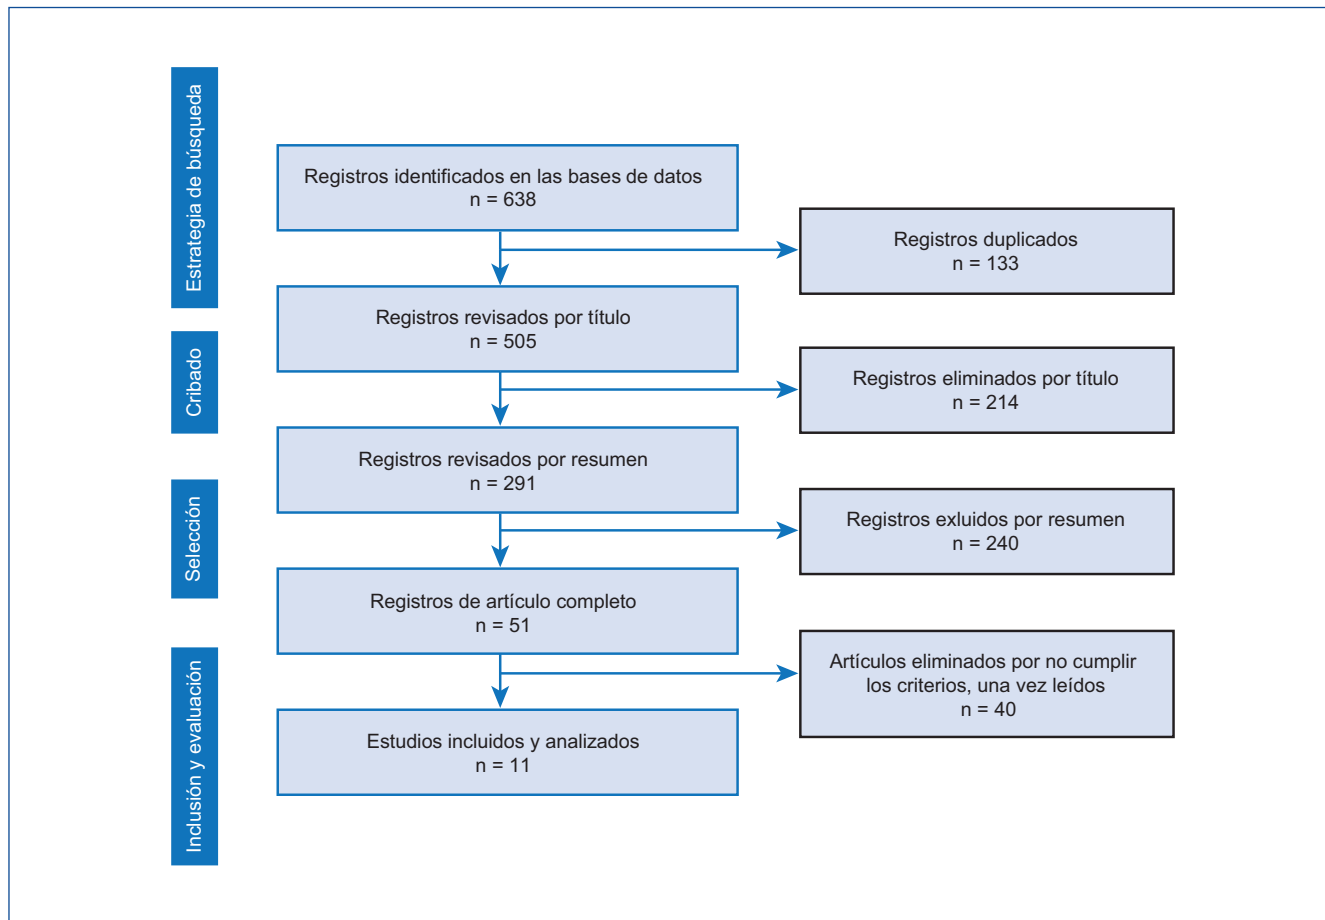 Estrategia de búsqueda
Registros identificados en las bases de datos
n = 638
Registros duplicados
n = 133
Registros revisados por título
n = 505
Cribado
Registros eliminados por título
n = 214
Registros revisados por resumen
n = 291
Selección
Registros exluidos por resumen
n = 240
Registros de artículo completo
n = 51
Inclusión y evaluación
Artículos eliminados por no cumplir
los criterios, una vez leídos
n = 40
Estudios incluidos y analizados
n = 11